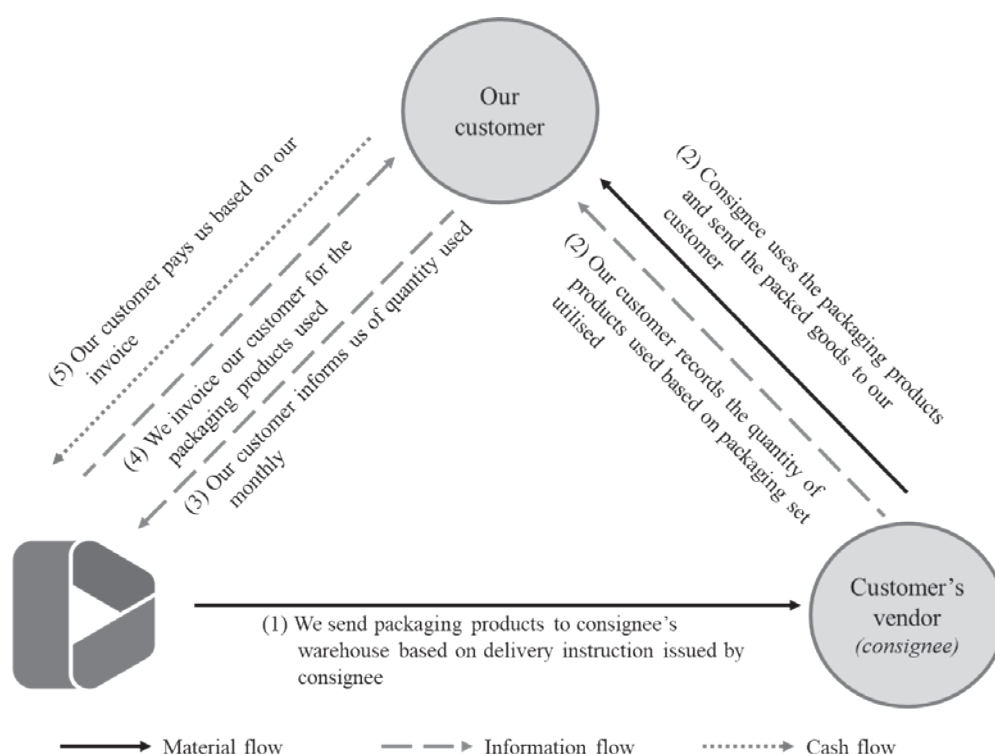 Our
customer
(5) Our customer pays us based on our
invoice
(4) We invoice our customer for the
packaging products used
(3) Our customer informs us of quantity used
monthly
(2) Consignee uses the packaging products
and send the packed goods to our
customer
(2) Our customer records the quantity of
products used based on packaging set
utilised
Customer's
vendor
(consignee)
(1) We send packaging products to consignee's
warehouse based on delivery instruction issued by
consignee
Material flow
Information flow
Cash flow